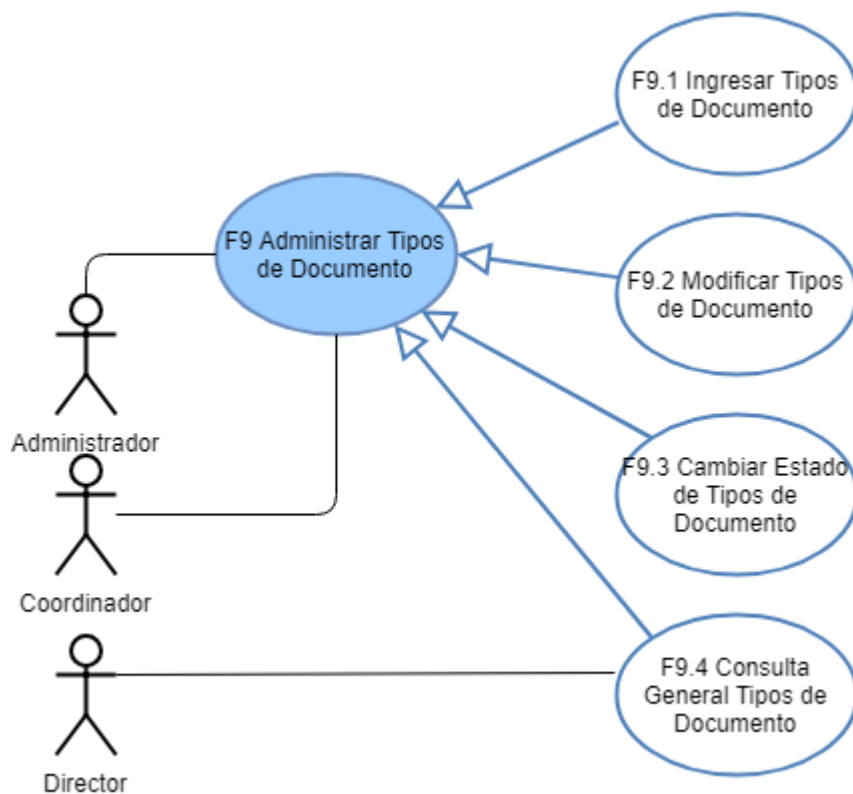 F9.1 Ingresar Tipos
de Documento
F9 Administrar Tipos
de Documento
F9.2 Modificar Tipos
de Documento
Administrador
F9.3 Cambiar Estado
de Tipos de
Documento
Coordinador
F9.4 Consulta
General Tipos de
Documento
Director